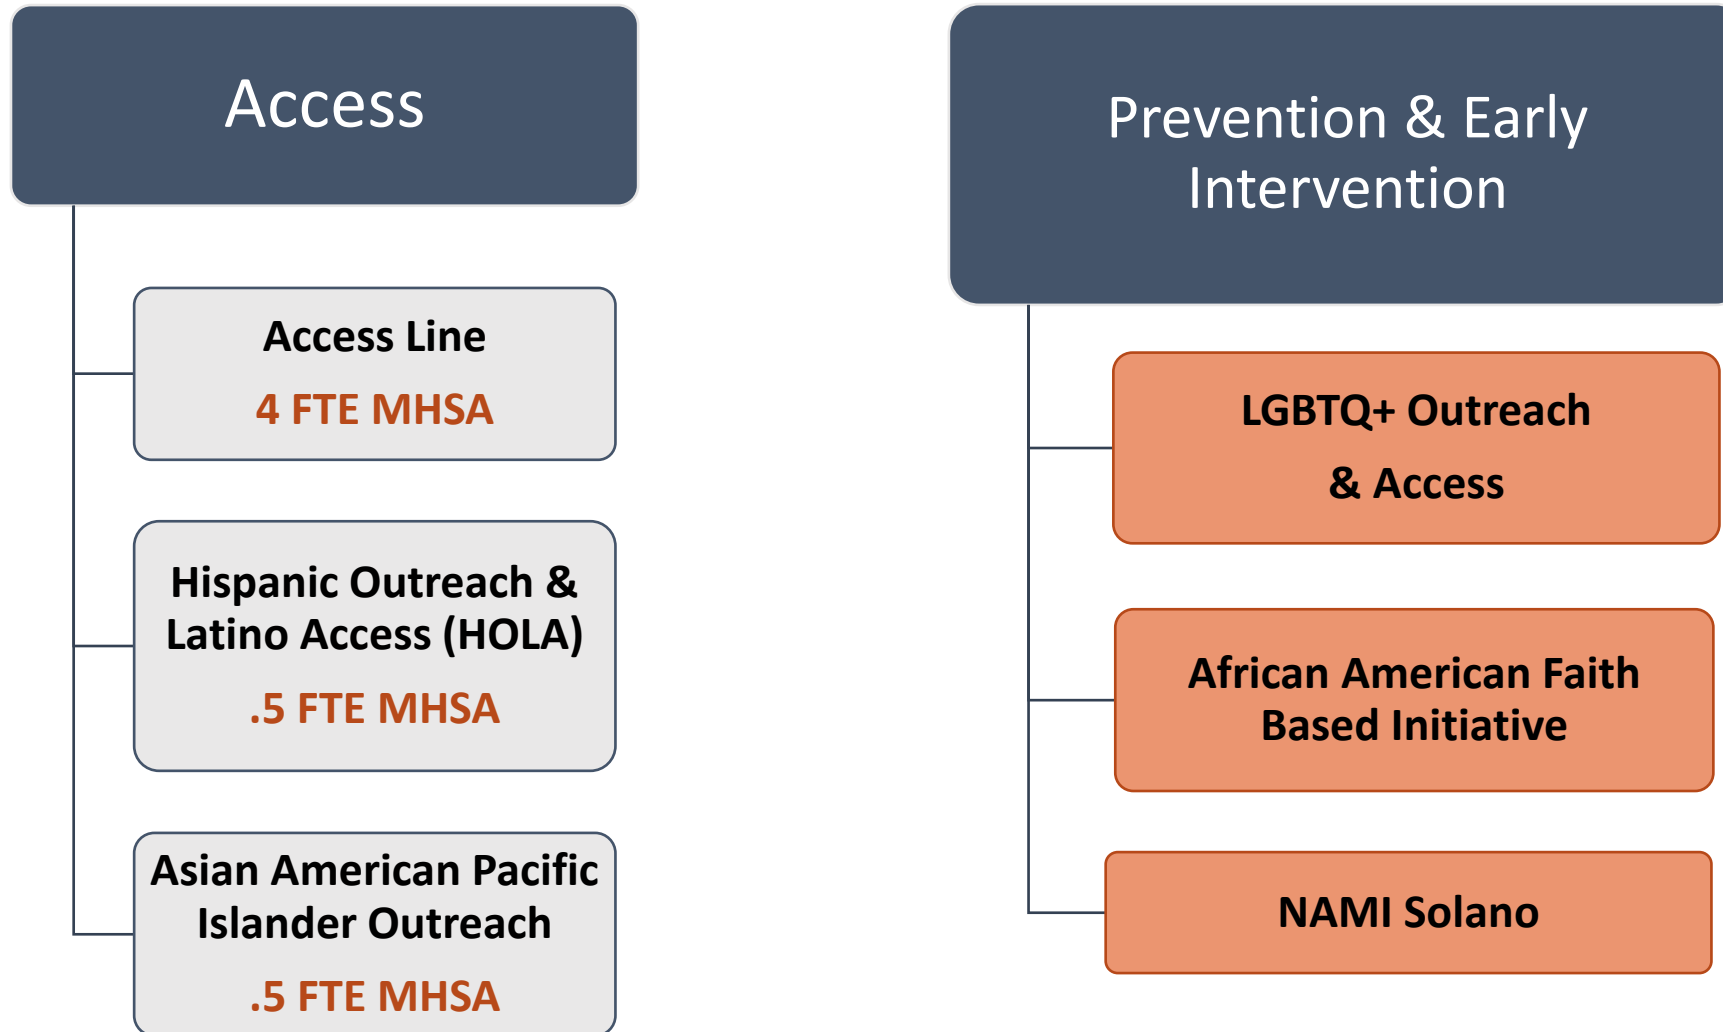 Access
Access Line
4 FTE MHSA
Hispanic Outreach &
Latino Access (HOLA)
.5 FTE MHSA
Asian American Pacific
Islander Outreach
.5 FTE MHSA
Prevention & Early
Intervention
LGBTQ+ Outreach
& Access
African American Faith
Based Initiative
NAMI Solano